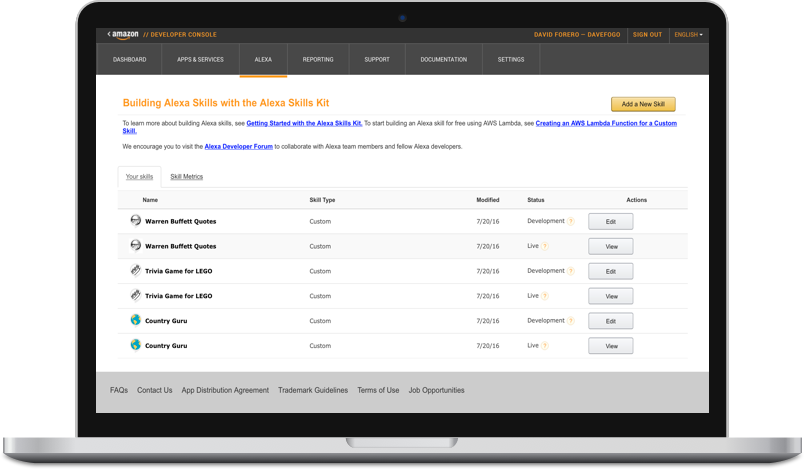 < amazon // DEVELOPER CONSOLE DAVID FORERO — DAVEFOGO SIGN OUT ENGLISH
DASHBOARD APPS & SERVICES ALEXA REPORTING SUPPORT DOCUMENTATION SETTINGS
Building Alexa Skills with the Alexa Skills Kit Add a New Skill
To learn more about building Alexa skills, see Getting Started with the Alexa Skills Kit. To start building an Alexa skill for free using AWS Lambda, see Creating an AWS Lambda Function for a Custom
Skill.
We encourage you to visit the Alexa Developer Forum to collaborate with Alexa team members and fellow Alexa developers.
Your skills Skill Metrics
Name Skill Type Modified Status Actions
Warren Buffett Quotes Custom 7/20/16 Development ? Edit
Warren Buffett Quotes Custom 7/20/16 Live ? View
Trivia Game for LEGO Custom 7/20/16 Development ? Edit
Trivia Game for LEGO Custom 7/20/16 Live ? View
Country Guru Custom 7/20/16 Development ? Edit
Country Guru Custom 7/20/16 Live ? View
FAQs Contact Us App Distribution Agreement Trademark Guidelines Terms of Use Job Opportunities